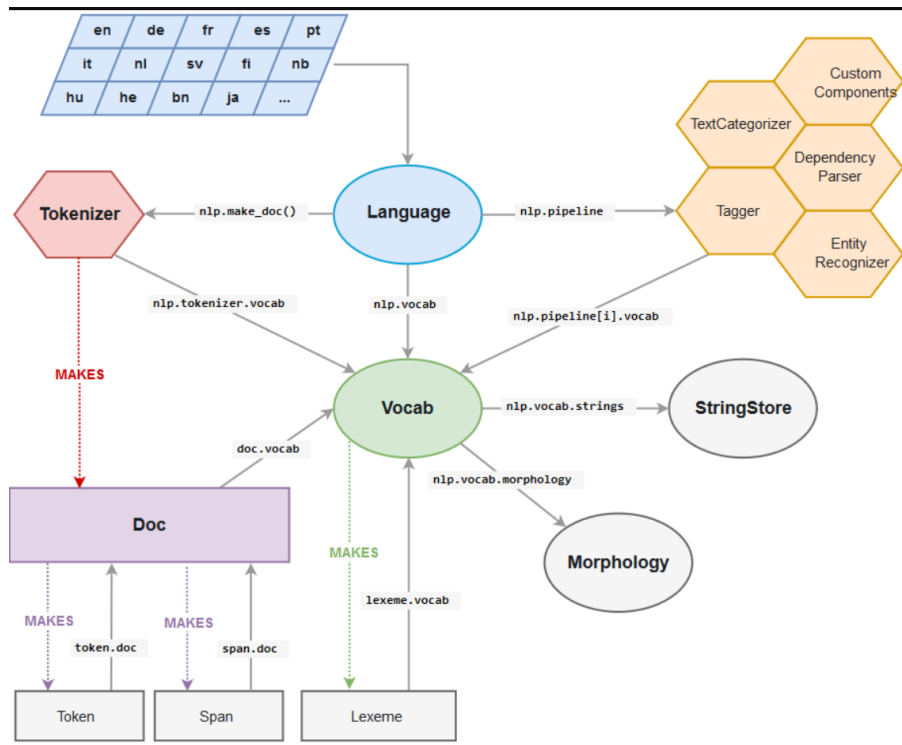 en de fr es pt
it nl sv fi nb
hu he bn ja ...
Custom
Components
TextCategorizer
Dependency
Parser
Tokenizer
nlp.make_doc()
Language
nlp.pipeline
Tagger
Entity
Recognizer
nlp.tokenizer.vocab
nlp.vocab
nlp.pipeline[i].vocab
MAKES
Vocab
nlp.vocab.strings
StringStore
doc.vocab
nlp.vocab.morphology
Doc
MAKES
Morphology
lexeme.vocab
MAKES
MAKES
token.doc
span.doc
Token
Span
Lexeme